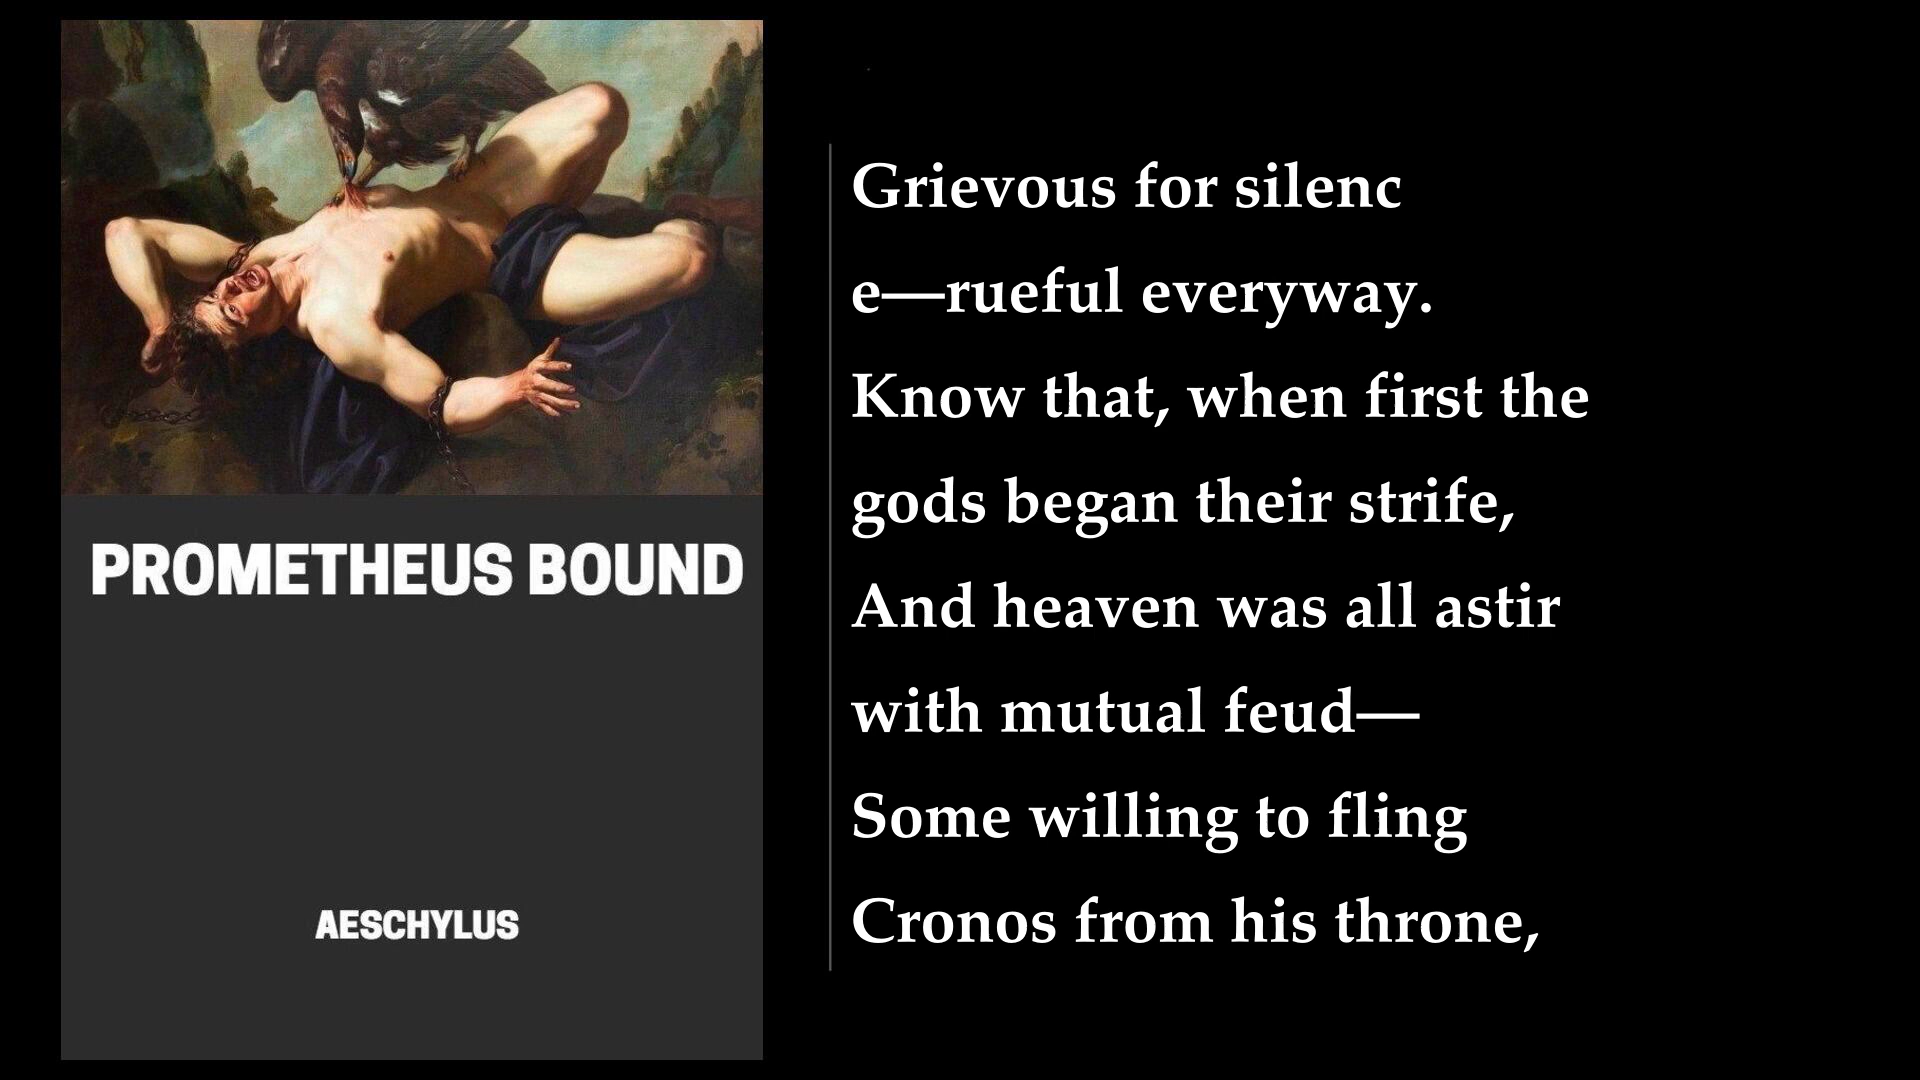 PROMETHEUS BOUND
AESCHYLUS
Grievous for silenc
e—rueful everyway.
Know that, when first the
gods began their strife,
And heaven was all astir
with mutual feud—
Some willing to fling
Cronos from his throne,